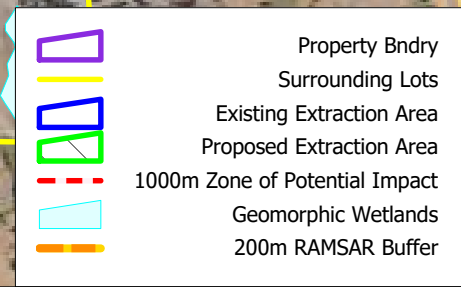 Property Bndry
Surrounding Lots
Existing Extraction Area
Proposed Extraction Area
1000m Zone of Potential Impact
Geomorphic Wetlands
200m RAMSAR Buffer